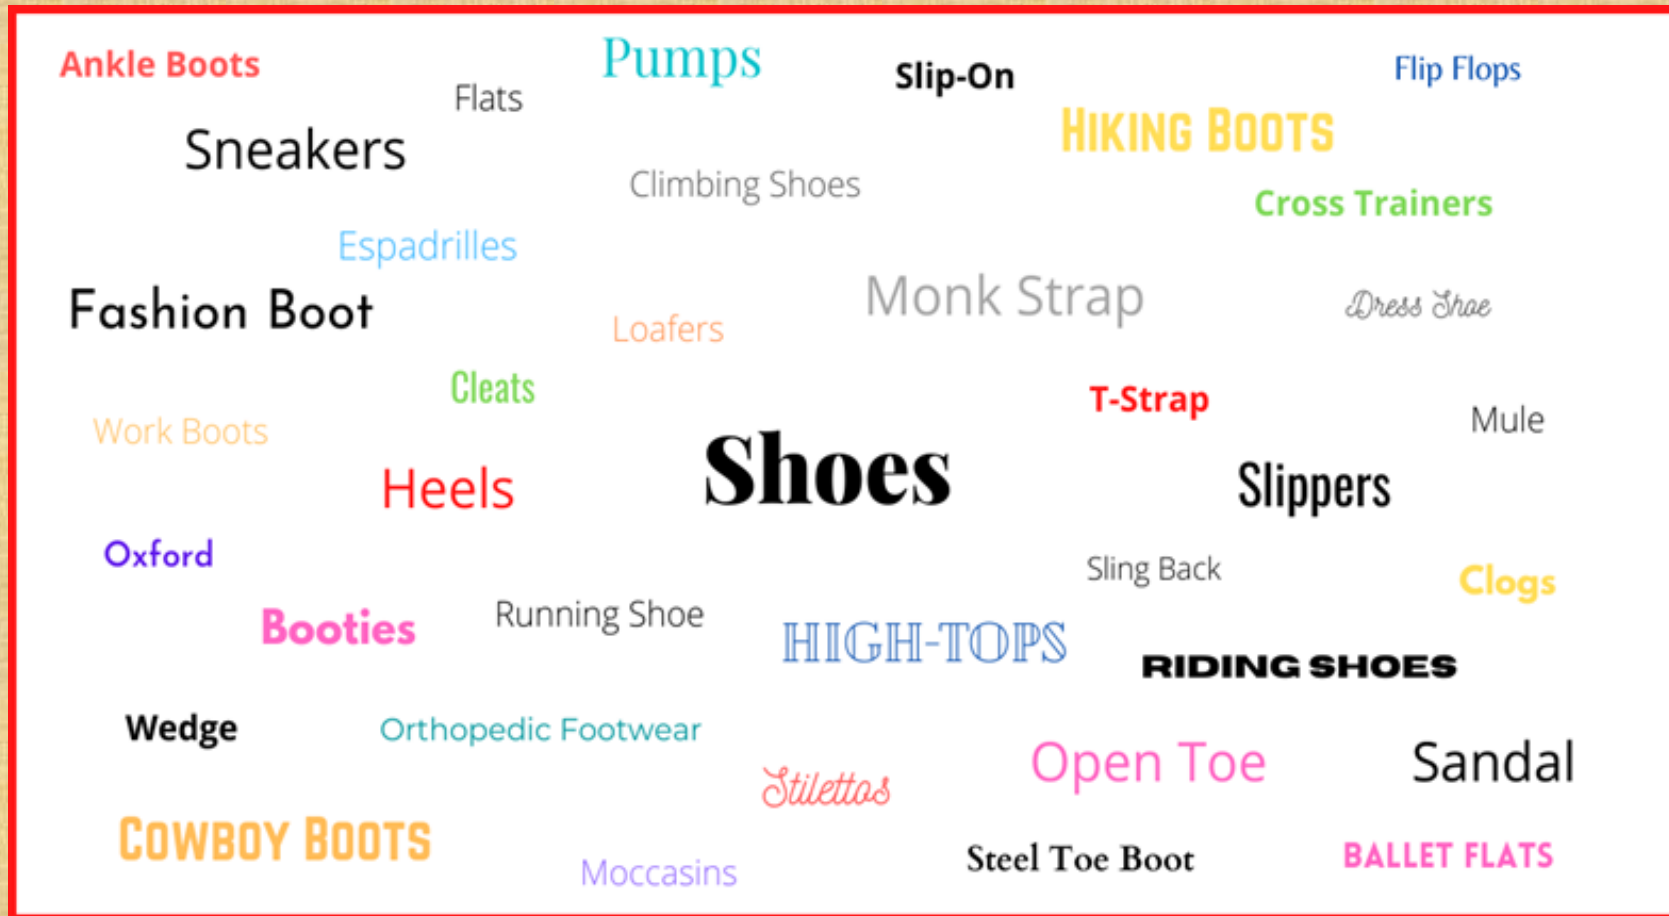 Ankle Boots
Pumps
Slip-On
Flip Flops
Flats
Sneakers
HIKING BOOTS
Climbing Shoes
Cross Trainers
Espadrilles
Fashion Boot
Monk Strap
Dress Shoe
Loafers
Cleats
T-Strap
Work Boots
Mule
Heels
Shoes
Slippers
Oxford
Sling Back
Clogs
Booties
Running Shoe
HIGH-TOPS
RIDING SHOES
Wedge
Orthopedic Footwear
Open Toe
Sandal
Stilettos
COWBOY BOOTS
Moccasins
Steel Toe Boot
BALLET FLATS